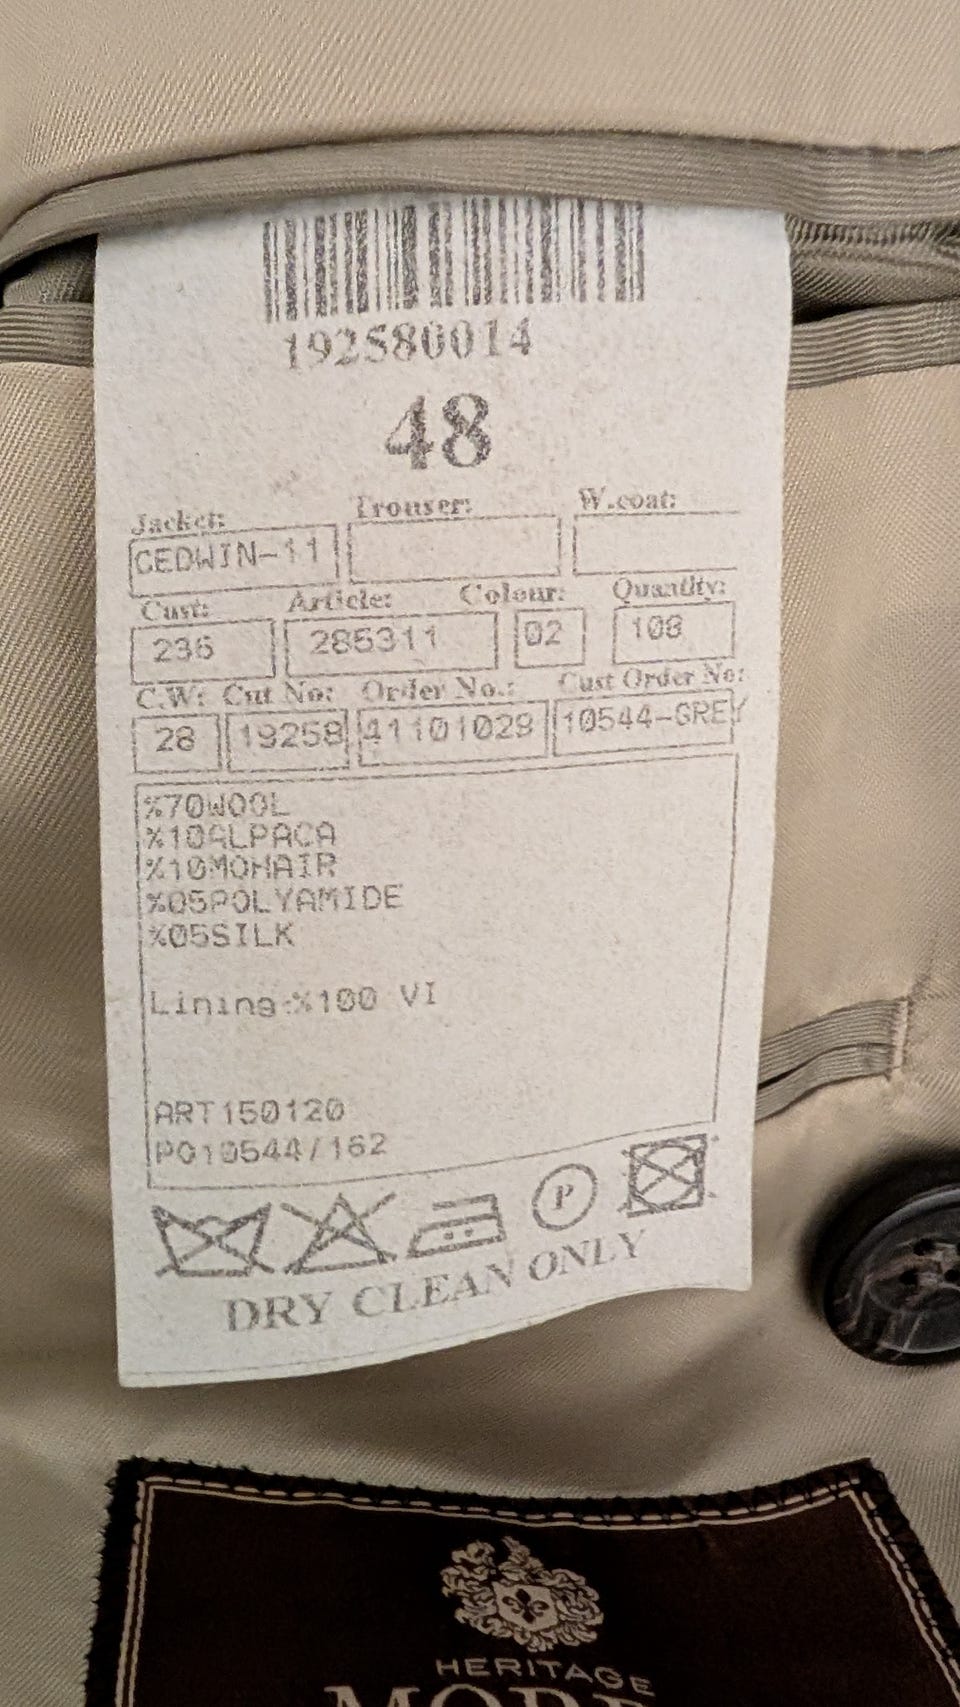 192580014
48
Jacket: Trouser: W.coat:
CEDWIN-11
Cust: Article: Colour: Quantity:
236 285311 02 108
C.W: Cut No: Order No.: Cust Order No:
28 19258 41101029 10544-GREY
%70WOOL
%10ALPACA
%10MOHAIR
%05POLYAMIDE
%05SILK
Lining:%100 VI
ART150120
PO10544/162
P
DRY CLEAN ONLY
HERITAGE